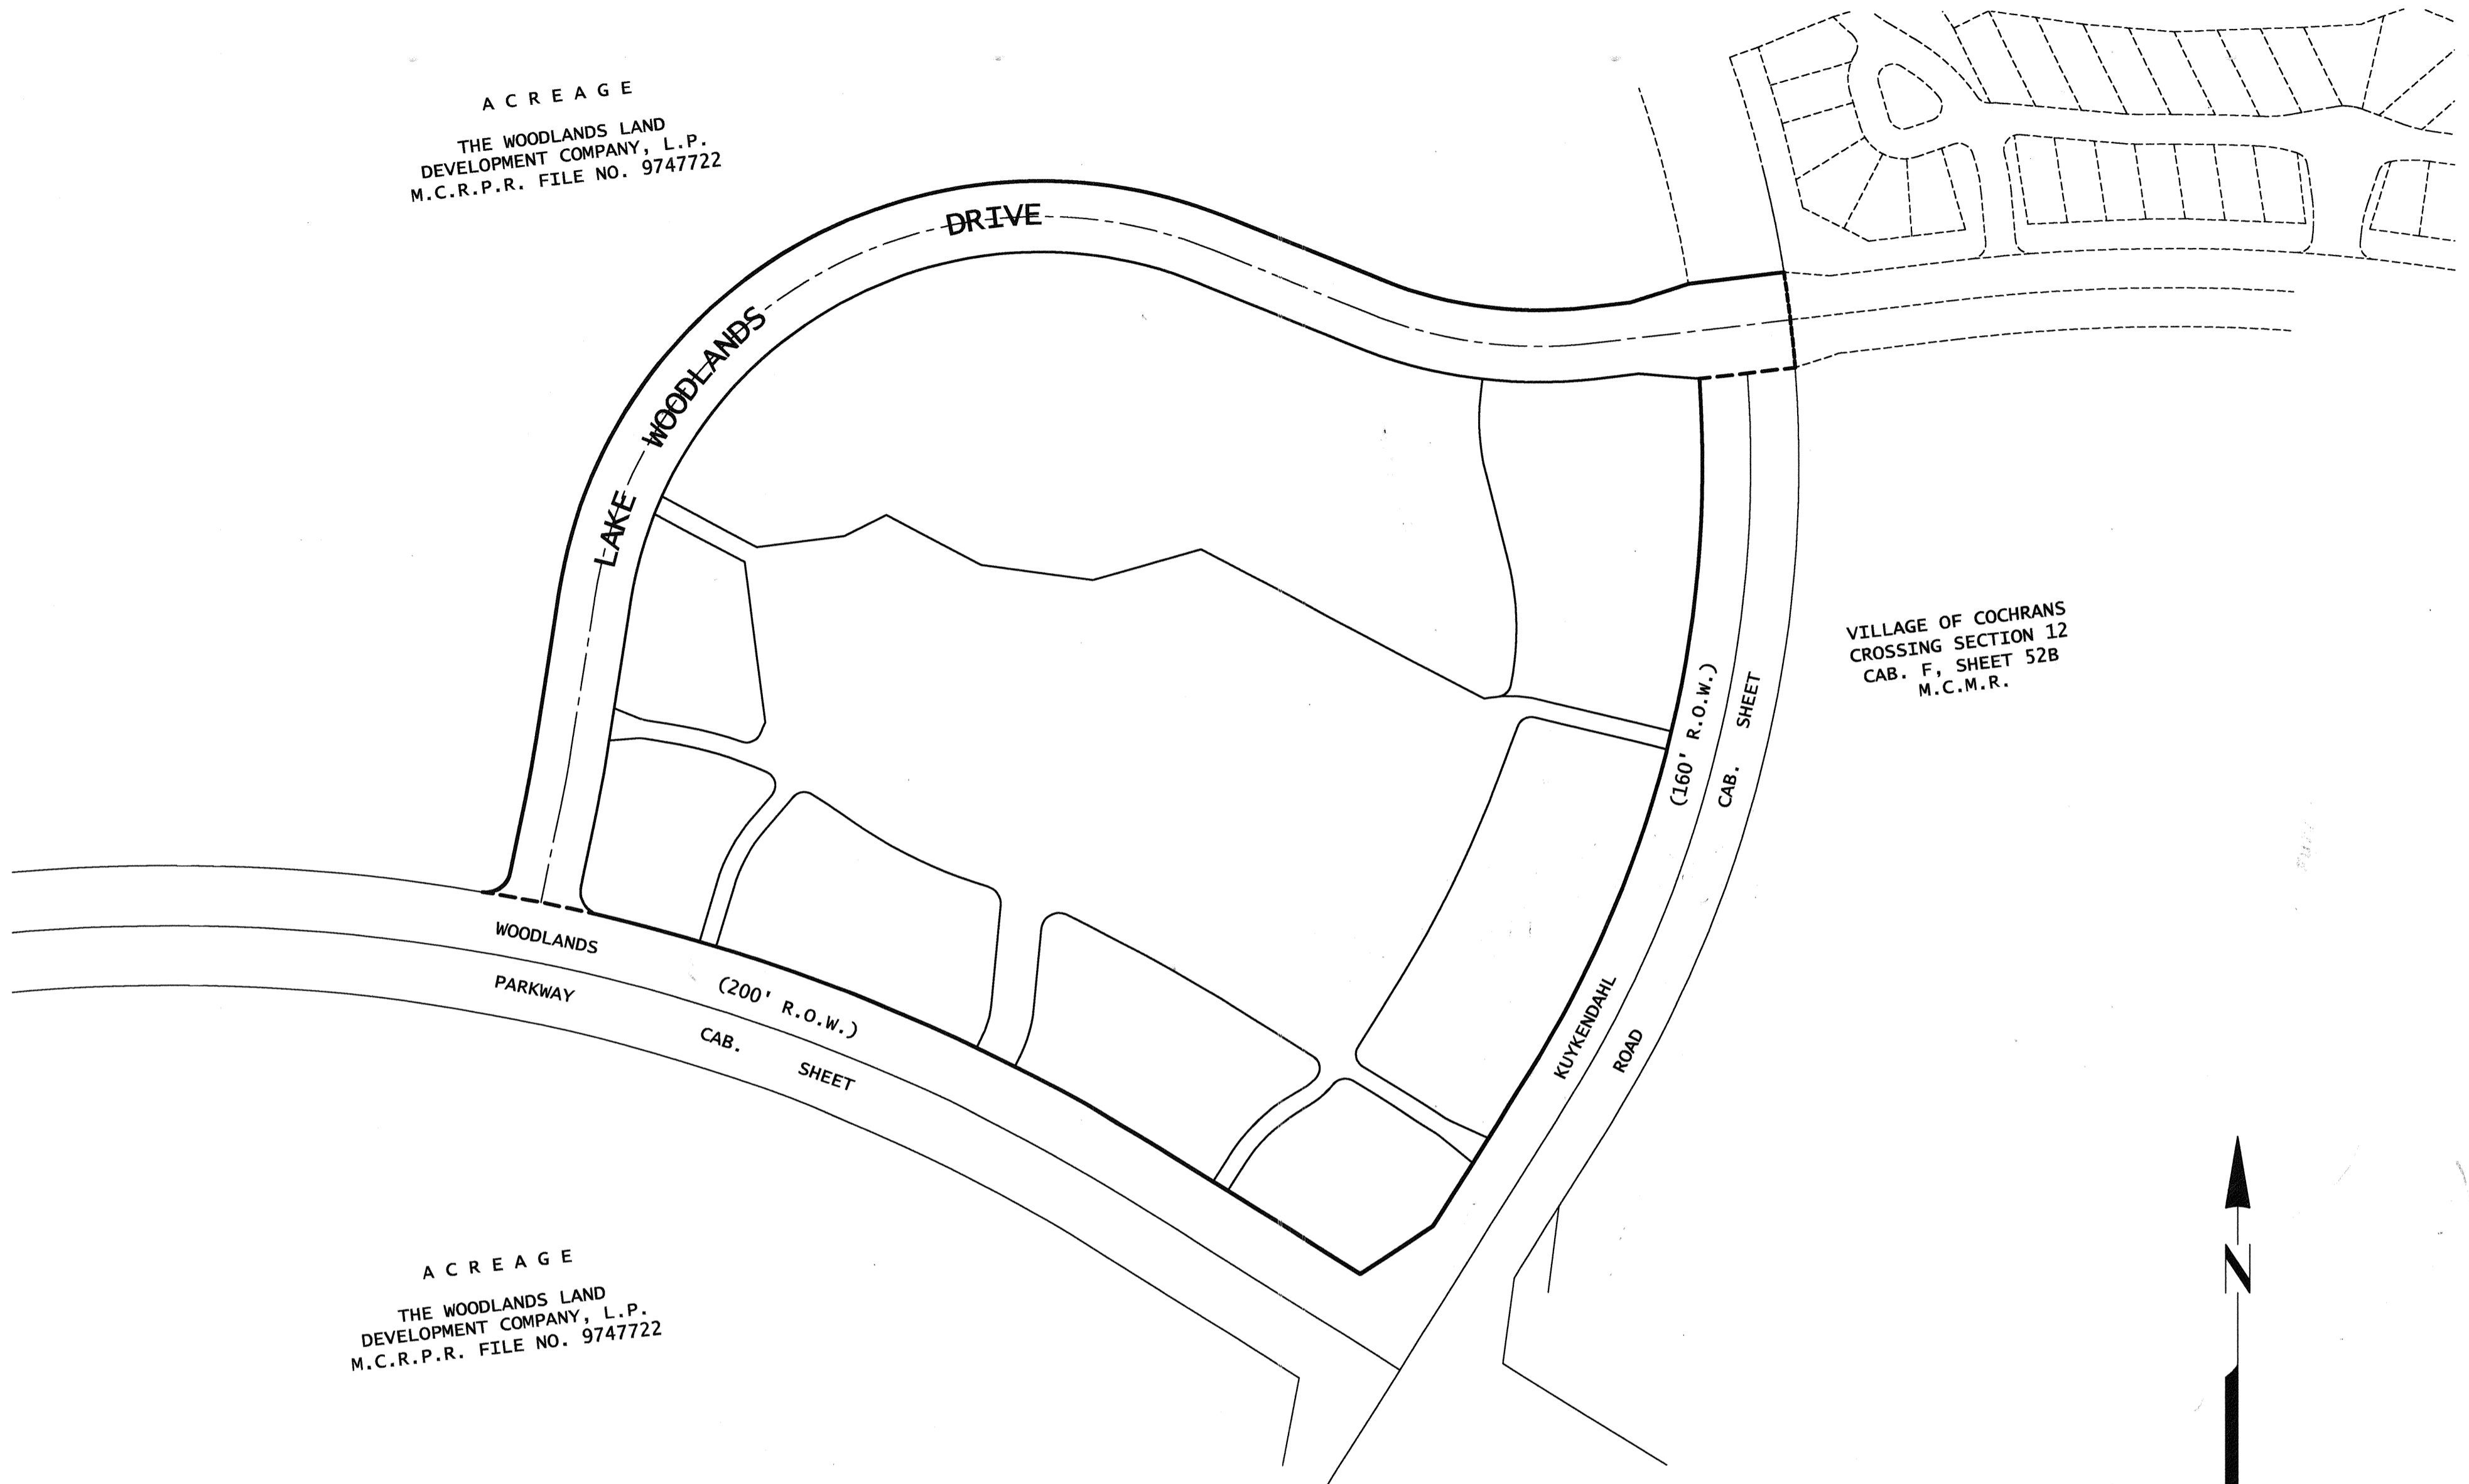 A C R E A G E
THE WOODLANDS LAND
DEVELOPMENT COMPANY, L.P.
M.C.R.P.R. FILE NO. 9747722
LAKE WOODLANDS DRIVE
VILLAGE OF COCHRANS
CROSSING SECTION 12
CAB. F, SHEET 52B
M.C.M.R.
(160' R.O.W.)
CAB. SHEET
KUYKENDAHL
ROAD
WOODLANDS
PARKWAY
(200' R.O.W.)
CAB. SHEET
A C R E A G E
THE WOODLANDS LAND
DEVELOPMENT COMPANY, L.P.
M.C.R.P.R. FILE NO. 9747722
N